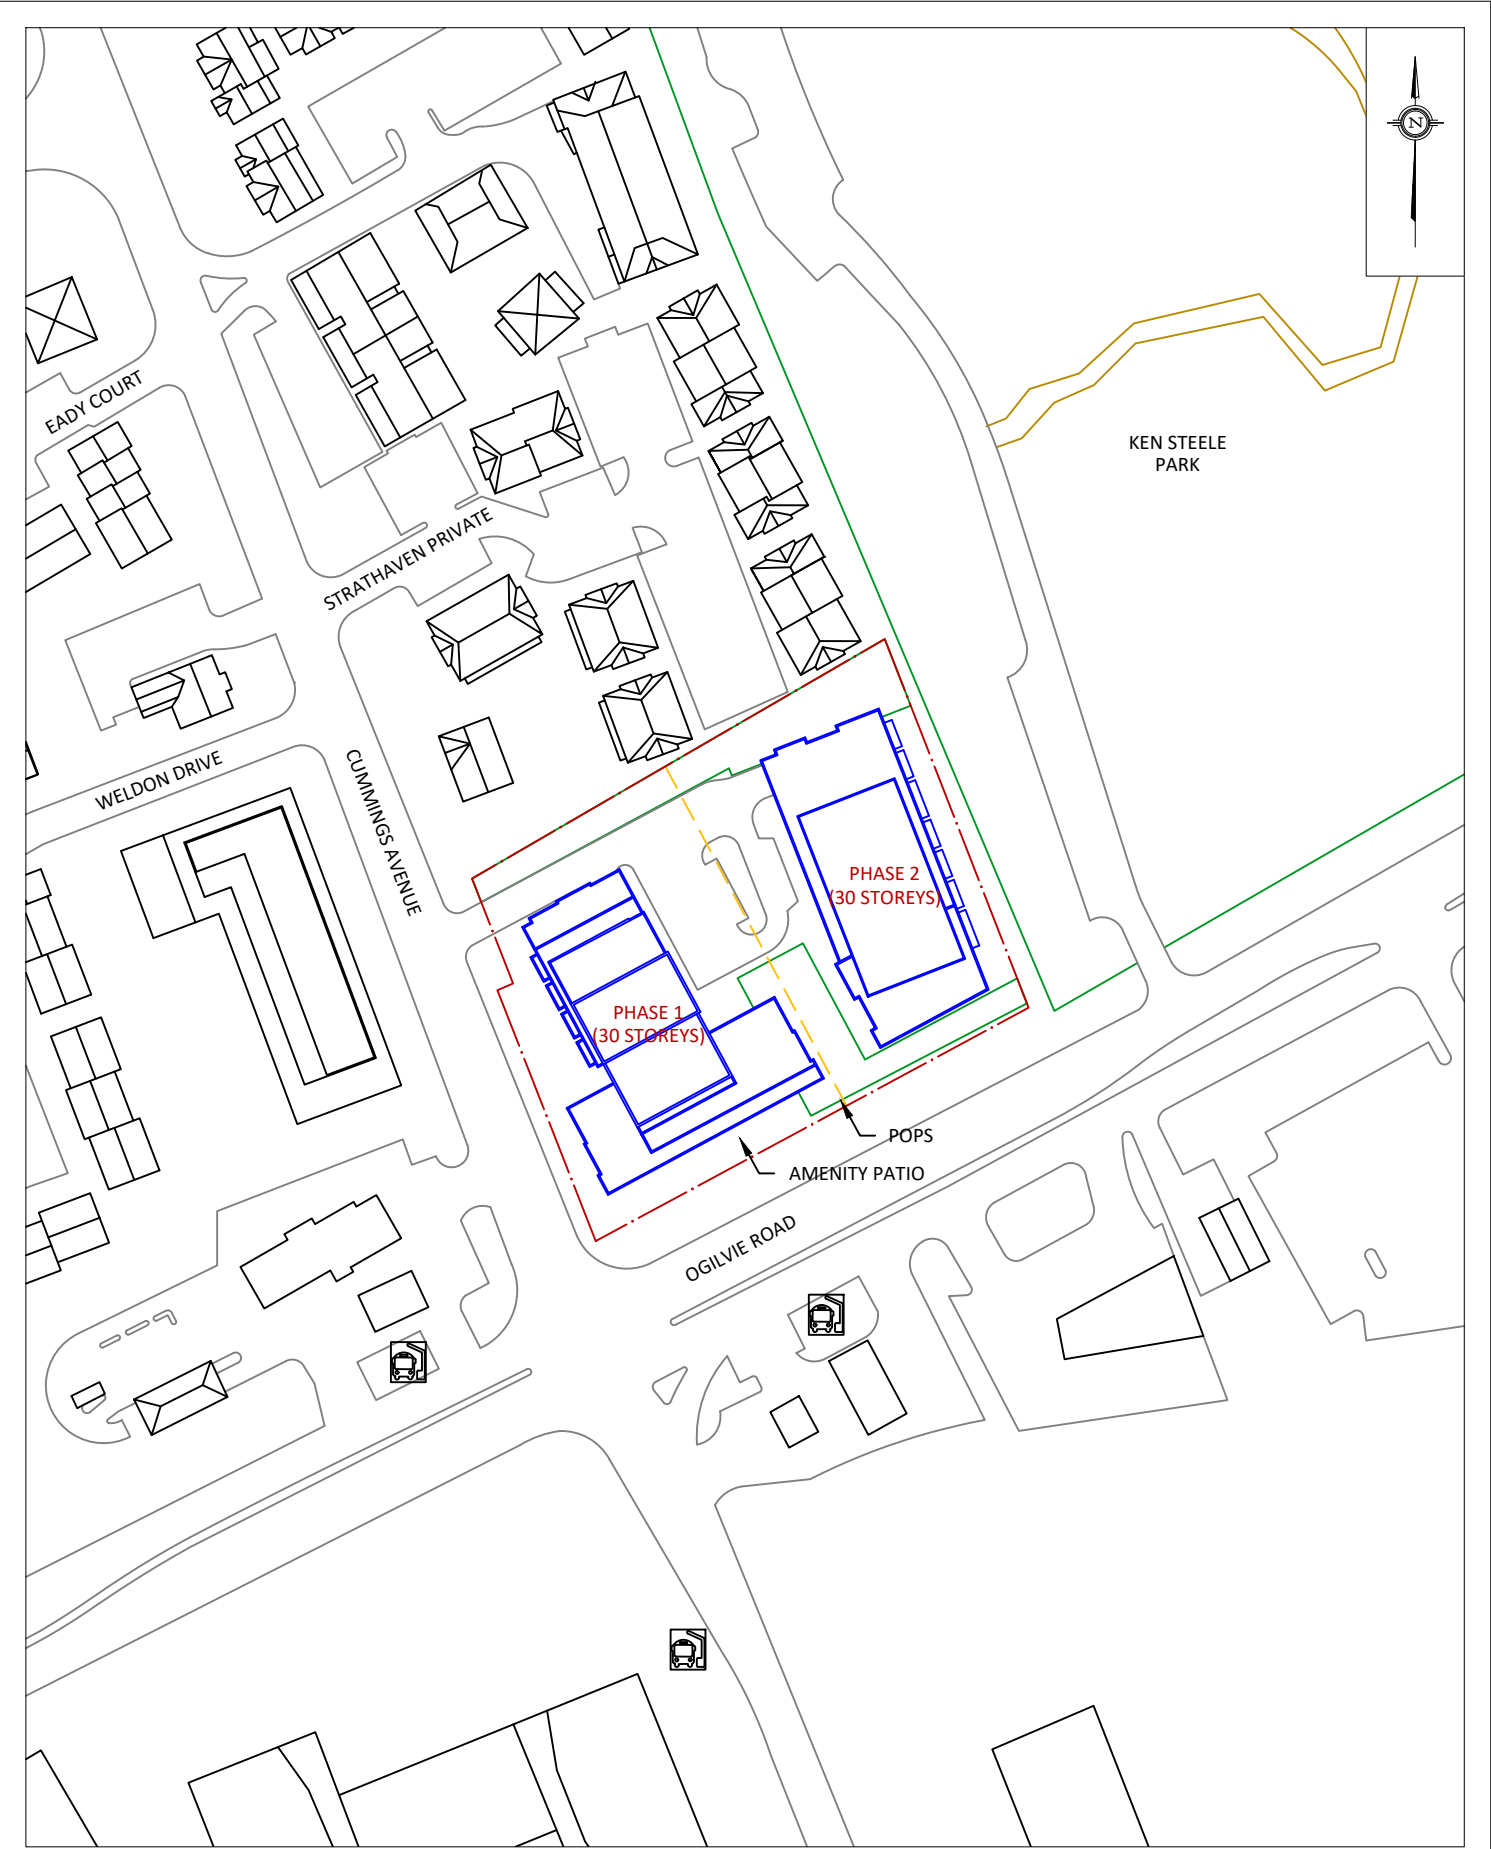 N
KEN STEELE
PARK
EADY COURT
STRATHAVEN PRIVATE
WELDON DRIVE
CUMMINGS AVENUE
PHASE 2
(30 STOREYS)
PHASE 1
(30 STOREYS)
POPS
AMENITY PATIO
OGILVIE ROAD